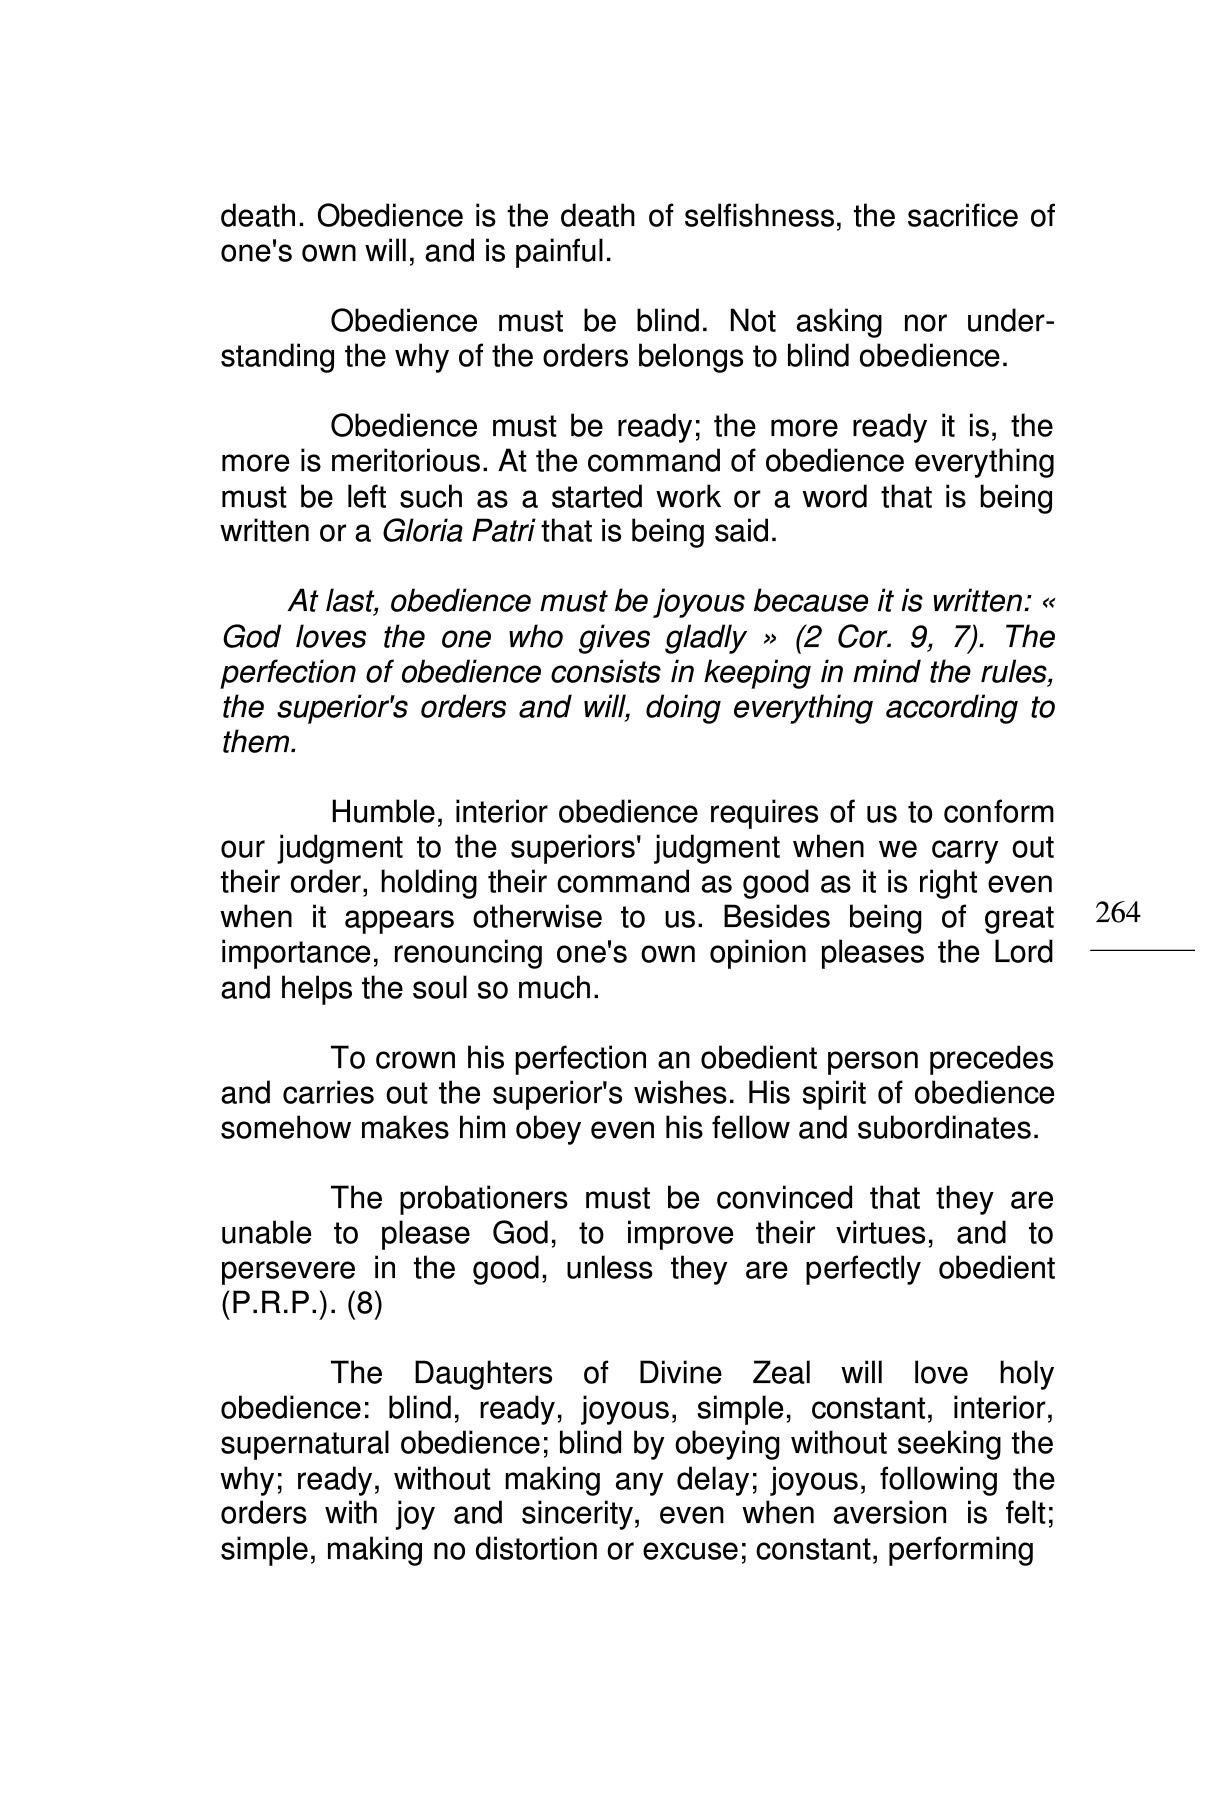 death. Obedience is the death of selfishness, the sacrifice of
one's own will, and is painful.
Obedience must be blind. Not asking nor under-
standing the why of the orders belongs to blind obedience.
Obedience must be ready; the more ready it is, the
more is meritorious. At the command of obedience everything
must be left such as a started work or a word that is being
written or a Gloria Patri that is being said.
At last, obedience must be joyous because it is written: «
God loves the one who gives gladly » (2 Cor. 9, 7). The
perfection of obedience consists in keeping in mind the rules,
the superior's orders and will, doing everything according to
them.
Humble, interior obedience requires of us to conform
our judgment to the superiors' judgment when we carry out
their order, holding their command as good as it is right even
when it appears otherwise to us. Besides being of great
importance, renouncing one's own opinion pleases the Lord
and helps the soul so much.
264
To crown his perfection an obedient person precedes
and carries out the superior's wishes. His spirit of obedience
somehow makes him obey even his fellow and subordinates.
The probationers must be convinced that they are
unable to please God, to improve their virtues, and to
persevere in the good, unless they are perfectly obedient
(P.R.P.). (8)
The Daughters of Divine Zeal will love holy
obedience: blind, ready, joyous, simple, constant, interior,
supernatural obedience; blind by obeying without seeking the
why; ready, without making any delay; joyous, following the
orders with joy and sincerity, even when aversion is felt;
simple, making no distortion or excuse; constant, performing